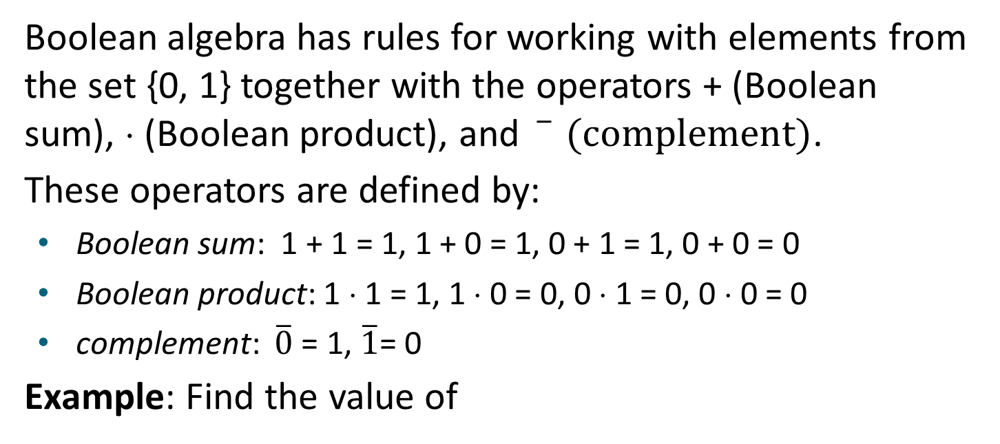 Boolean algebra has rules for working with elements from
the set {0, 1} together with the operators + (Boolean
sum), · (Boolean product), and ¯ (complement).
These operators are defined by:
• Boolean sum: 1 + 1 = 1, 1 + 0 = 1, 0 + 1 = 1, 0 + 0 = 0
• Boolean product: 1 · 1 = 1, 1 · 0 = 0, 0 · 1 = 0, 0 · 0 = 0
• complement: 0̅ = 1, 1̅= 0
Example: Find the value of